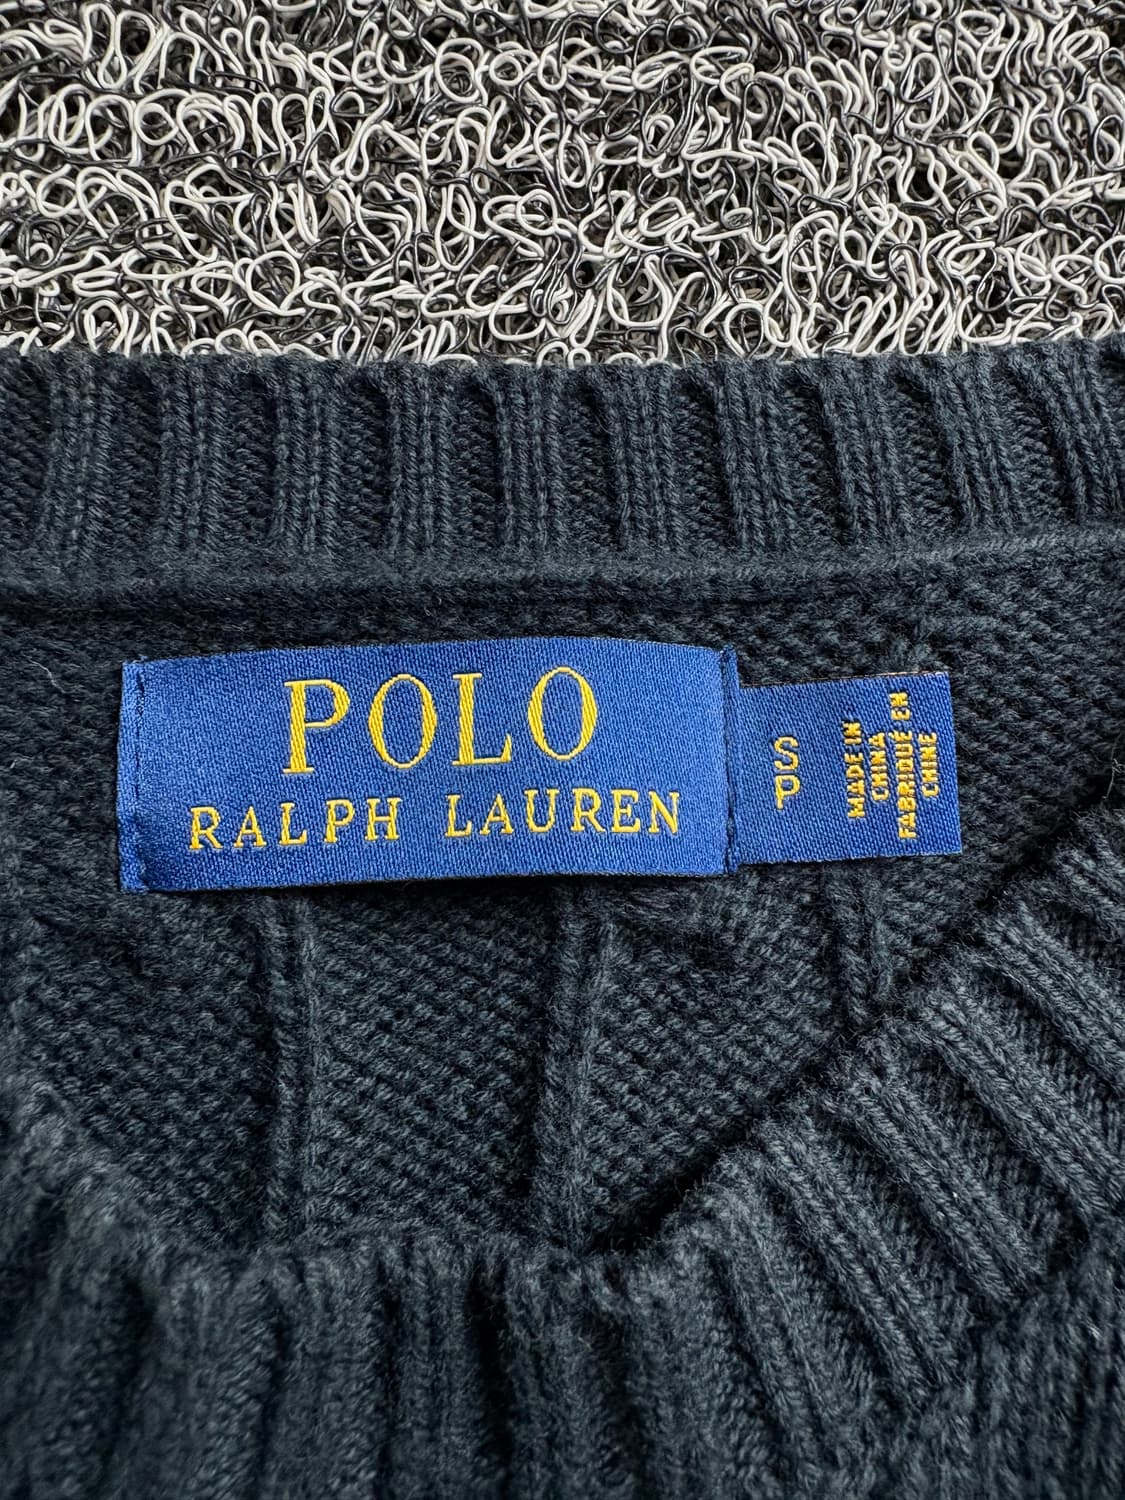 POLO
RALPH LAUREN
S
P
MADE IN
CHINA
FABRIQUÉ EN
CHINE